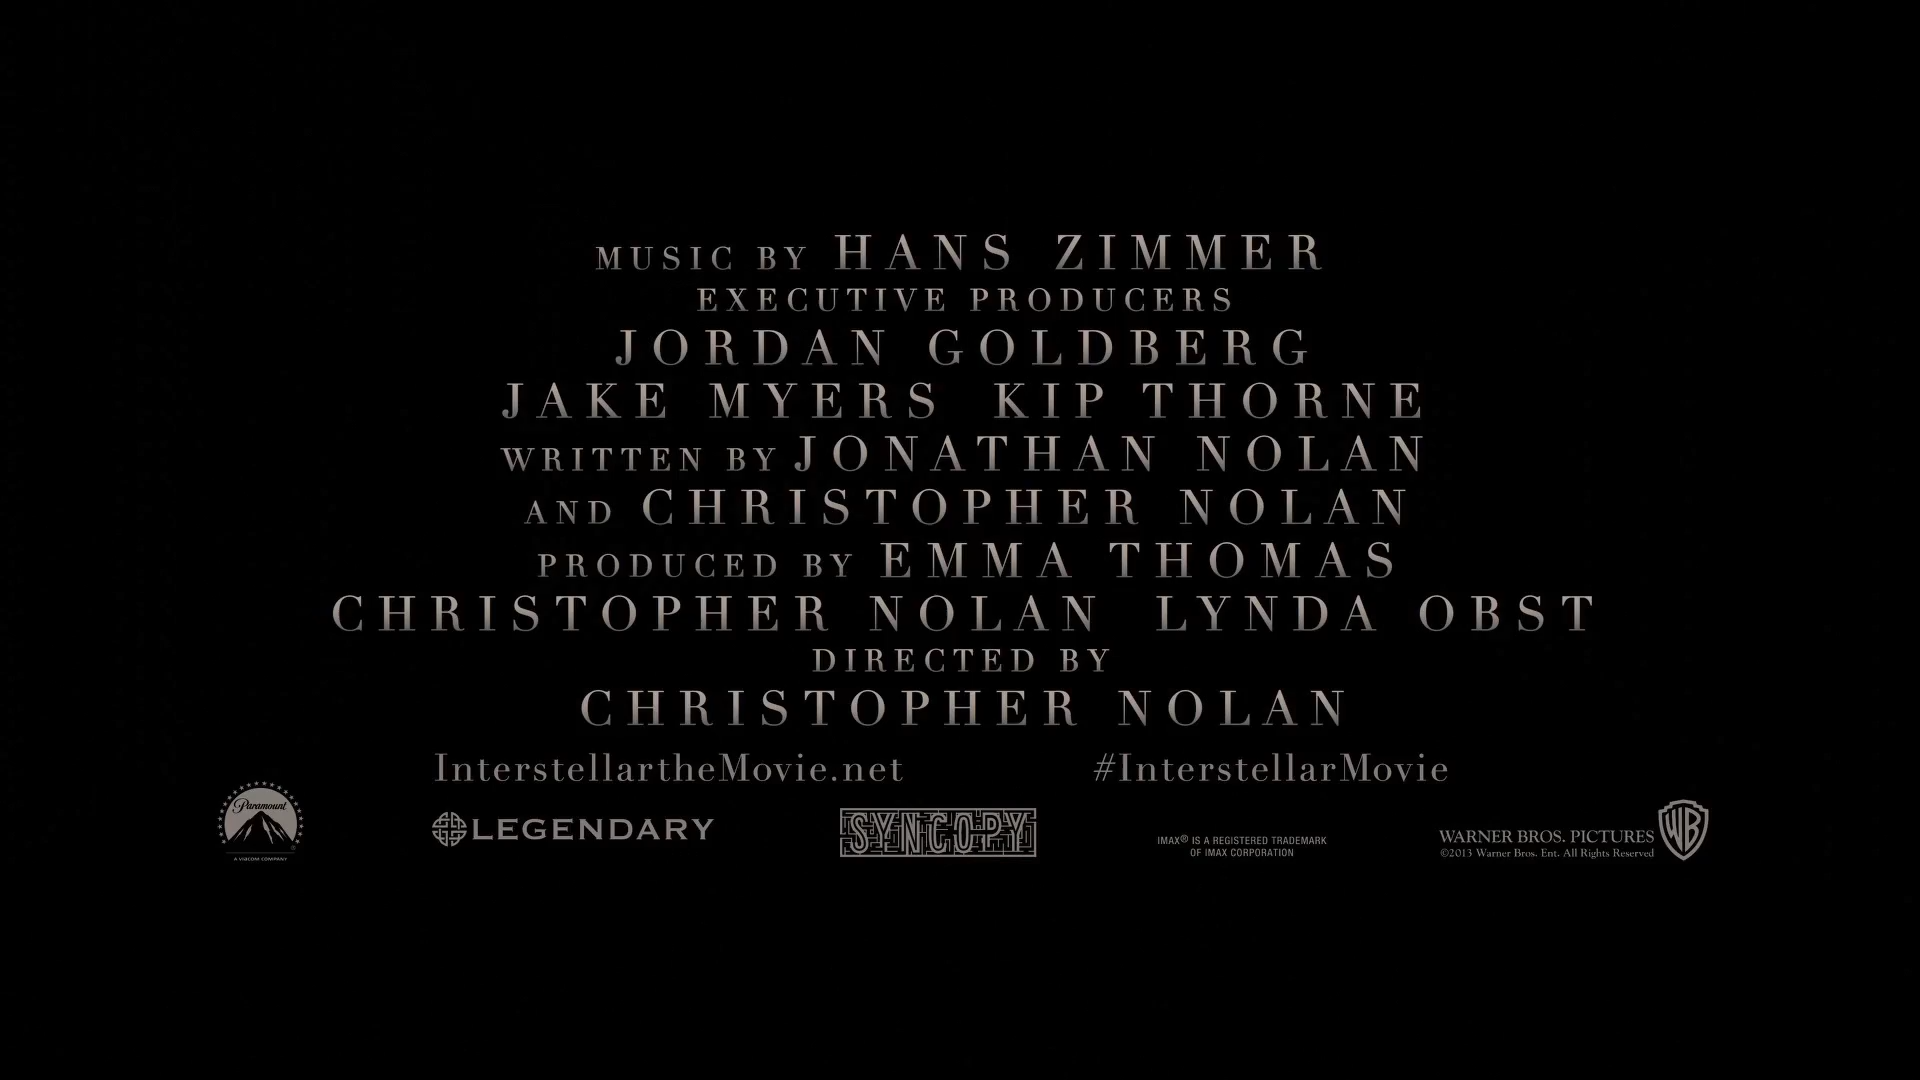 MUSIC BY HANS ZIMMER
EXECUTIVE PRODUCERS
JORDAN GOLDBERG
JAKE MYERS KIP THORNE
WRITTEN BY JONATHAN NOLAN
AND CHRISTOPHER NOLAN
PRODUCED BY EMMA THOMAS
CHRISTOPHER NOLAN LYNDA OBST
DIRECTED BY
CHRISTOPHER NOLAN
InterstellartheMovie.net #InterstellarMovie
Paramount
A VIACOM COMPANY
LEGENDARY
SYNCOPY
IMAX® IS A REGISTERED TRADEMARK
OF IMAX CORPORATION
WARNER BROS. PICTURES
©2013 Warner Bros. Ent. All Rights Reserved
WB